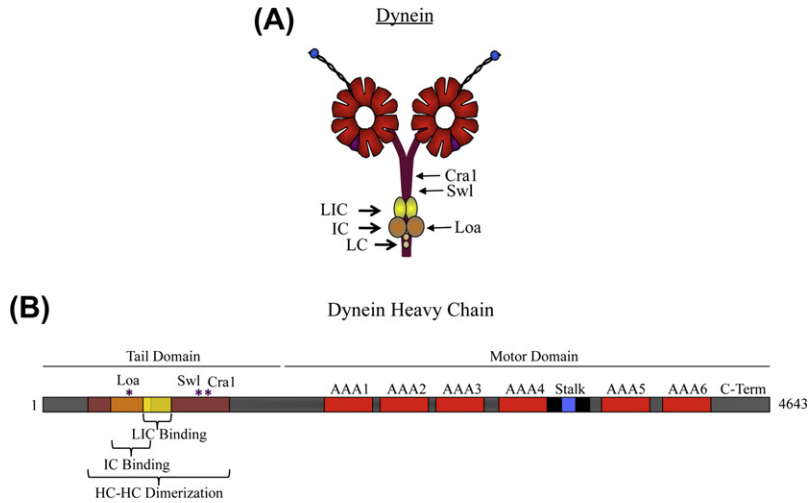 (A)
Dynein
Cra1
Swl
LIC
IC
Loa
LC
(B)
Dynein Heavy Chain
Tail Domain
Motor Domain
Loa
Swl
Cra1
AAA1
AAA2
AAA3
AAA4
Stalk
AAA5
AAA6
C-Term
*
**
1
4643
LIC Binding
IC Binding
HC-HC Dimerization